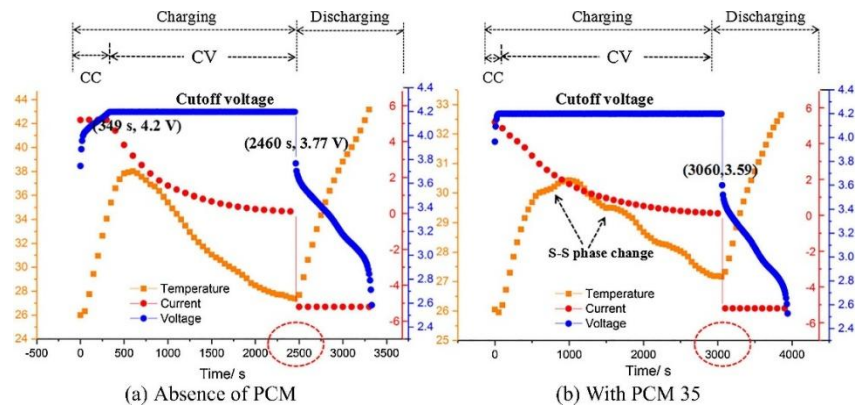 Charging
Discharging
CC
CV
Cutoff voltage
(349 s, 4.2 V)
(2460 s, 3.77 V)
Temperature
Current
Voltage
44
42
40
38
36
34
32
30
28
26
24
6
4
2
0
-2
-4
-6
4.4
4.2
4.0
3.8
3.6
3.4
3.2
3.0
2.8
2.6
2.4
-500 0 500 1000 1500 2000 2500 3000 3500
Time/ s
(a) Absence of PCM
Charging
Discharging
CC
CV
Cutoff voltage
(3060,3.59)
S-S phase change
Temperature
Current
Voltage
33
32
31
30
29
28
27
26
25
6
4
2
0
-2
-4
-6
4.4
4.2
4.0
3.8
3.6
3.4
3.2
3.0
2.8
2.6
2.4
0 1000 2000 3000 4000
Time/ s
(b) With PCM 35